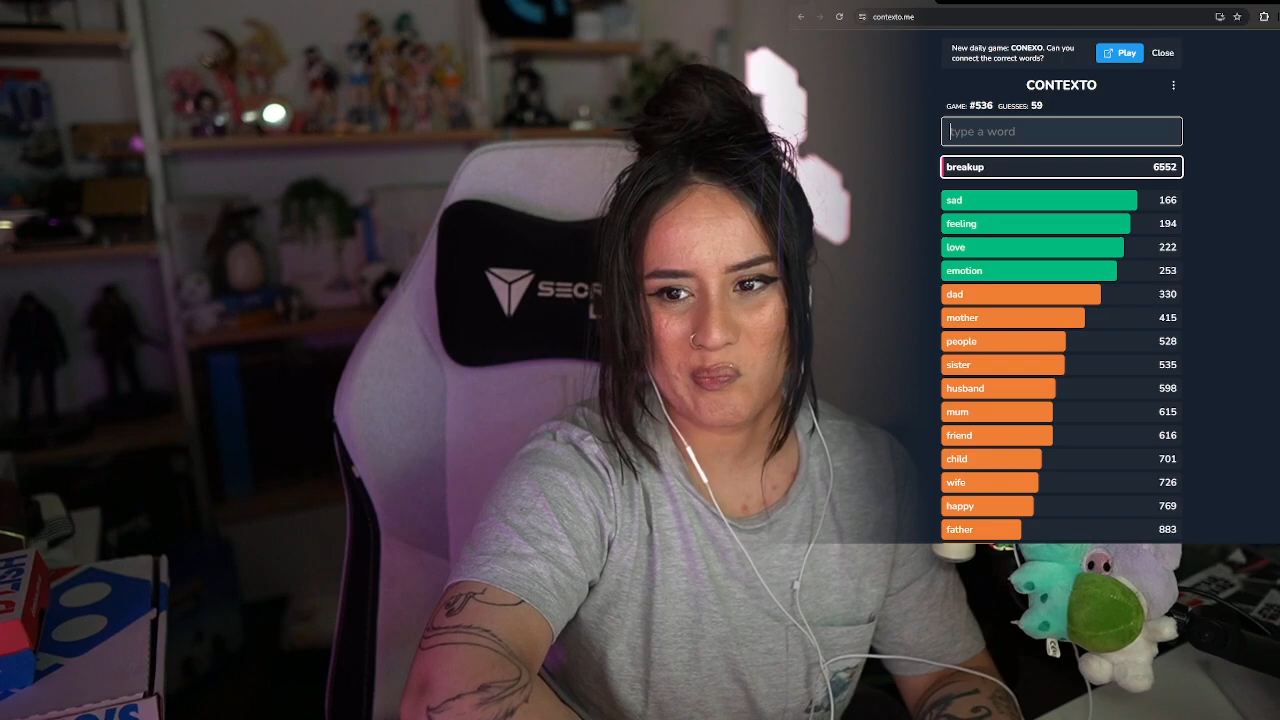 contexto.me
New daily game: CONEXO. Can you
connect the correct words?
Play
Close
CONTEXTO
GAME: #536 GUESSES: 59
type a word
breakup 6552
sad 166
feeling 194
love 222
emotion 253
dad 330
mother 415
people 528
sister 535
husband 598
mum 615
friend 616
child 701
wife 726
happy 769
father 883